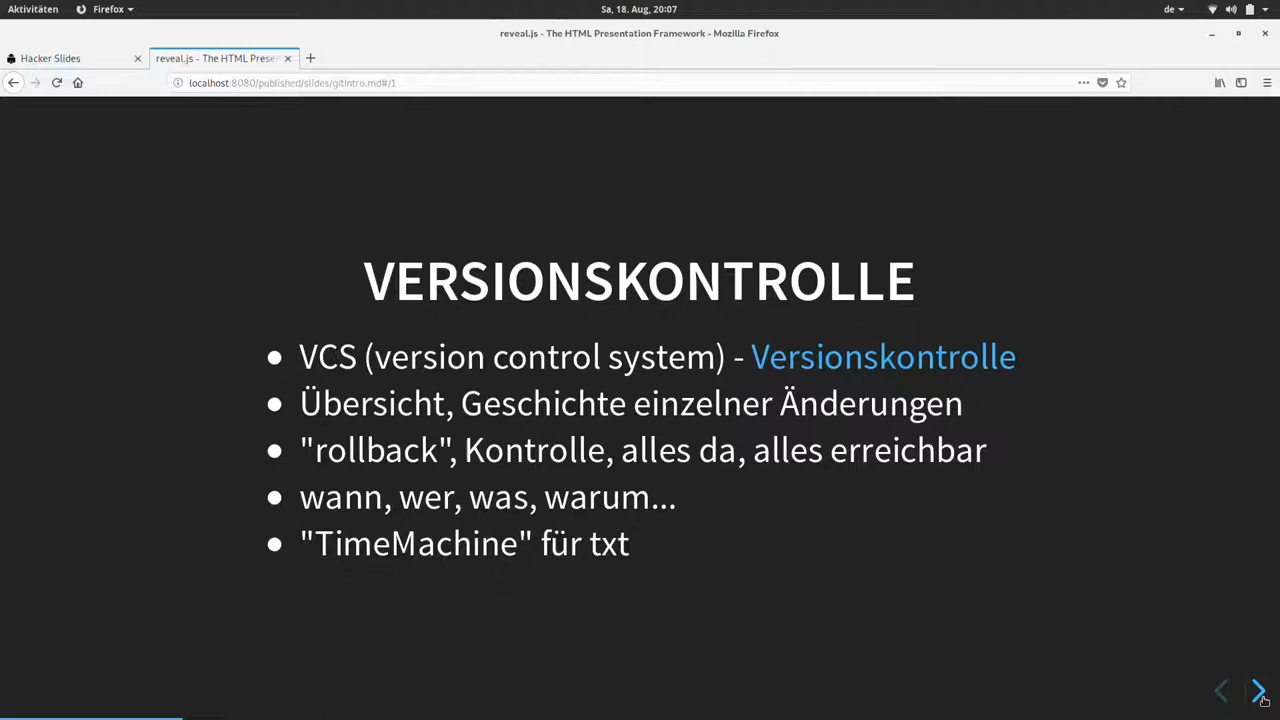 Aktivitäten Firefox Sa, 18. Aug, 20:07 de
reveal.js - The HTML Presentation Framework - Mozilla Firefox
Hacker Slides reveal.js - The HTML Prese
localhost:8080/published/slides/gitintro.md#/1
VERSIONSKONTROLLE
VCS (version control system) - Versionskontrolle
Übersicht, Geschichte einzelner Änderungen
"rollback", Kontrolle, alles da, alles erreichbar
wann, wer, was, warum...
"TimeMachine" für txt